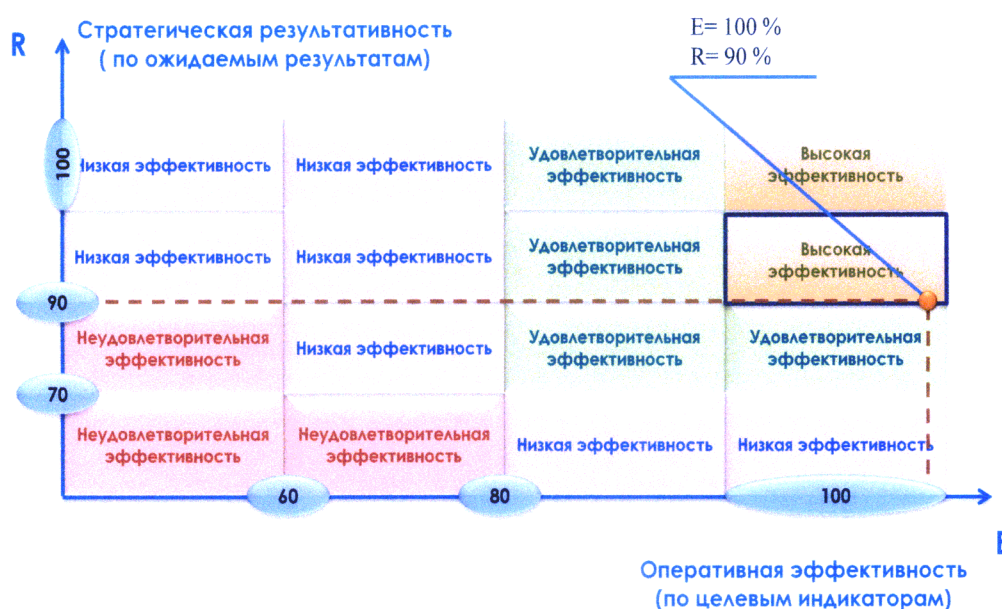 R
Стратегическая результативность
( по ожидаемым результатам)
E= 100 %
R= 90 %
100
Низкая эффективность
Низкая эффективность
Удовлетворительная
эффективность
Высокая
эффективность
Низкая эффективность
Низкая эффективность
Удовлетворительная
эффективность
Высокая
эффективность
90
Неудовлетворительная
эффективность
Низкая эффективность
Удовлетворительная
эффективность
Удовлетворительная
эффективность
70
Неудовлетворительная
эффективность
Неудовлетворительная
эффективность
Низкая эффективность
Низкая эффективность
60
80
100
E
Оперативная эффективность
(по целевым индикаторам)